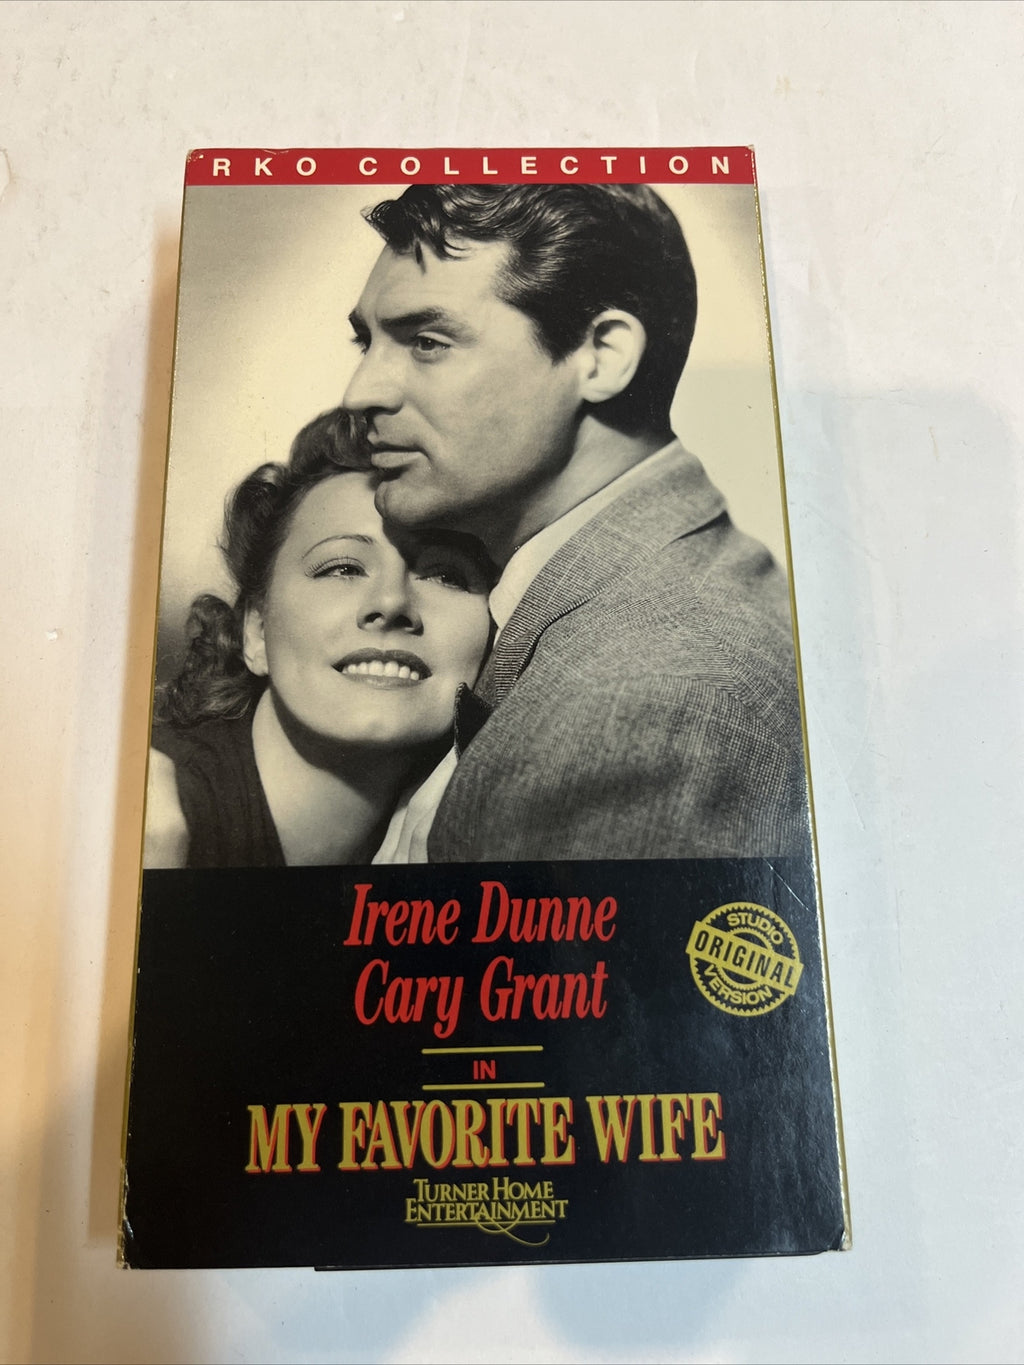 RKO COLLECTION
Irene Dunne
Cary Grant
STUDIO
ORIGINAL
VERSION
IN
MY FAVORITE WIFE
TURNER HOME
ENTERTAINMENT